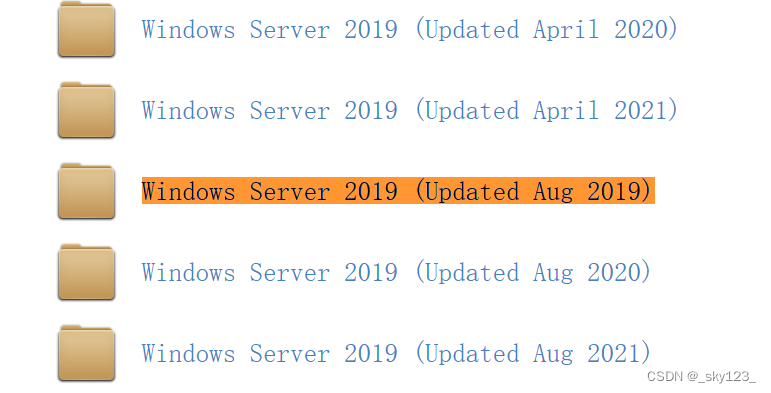 Windows Server 2019 (Updated April 2020)
Windows Server 2019 (Updated April 2021)
Windows Server 2019 (Updated Aug 2019)
Windows Server 2019 (Updated Aug 2020)
Windows Server 2019 (Updated Aug 2021)
CSDN @_sky123_